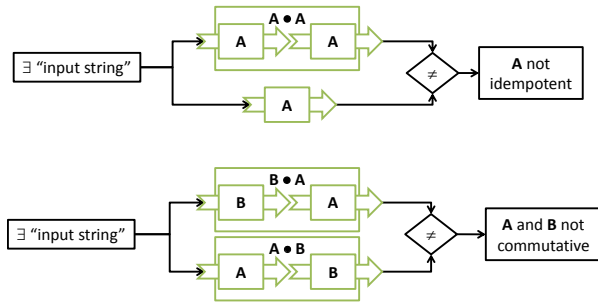 A ● A
A
A
∃ “input string”
≠
A not
idempotent
A
B ● A
B
A
∃ “input string”
≠
A and B not
commutative
A ● B
A
B